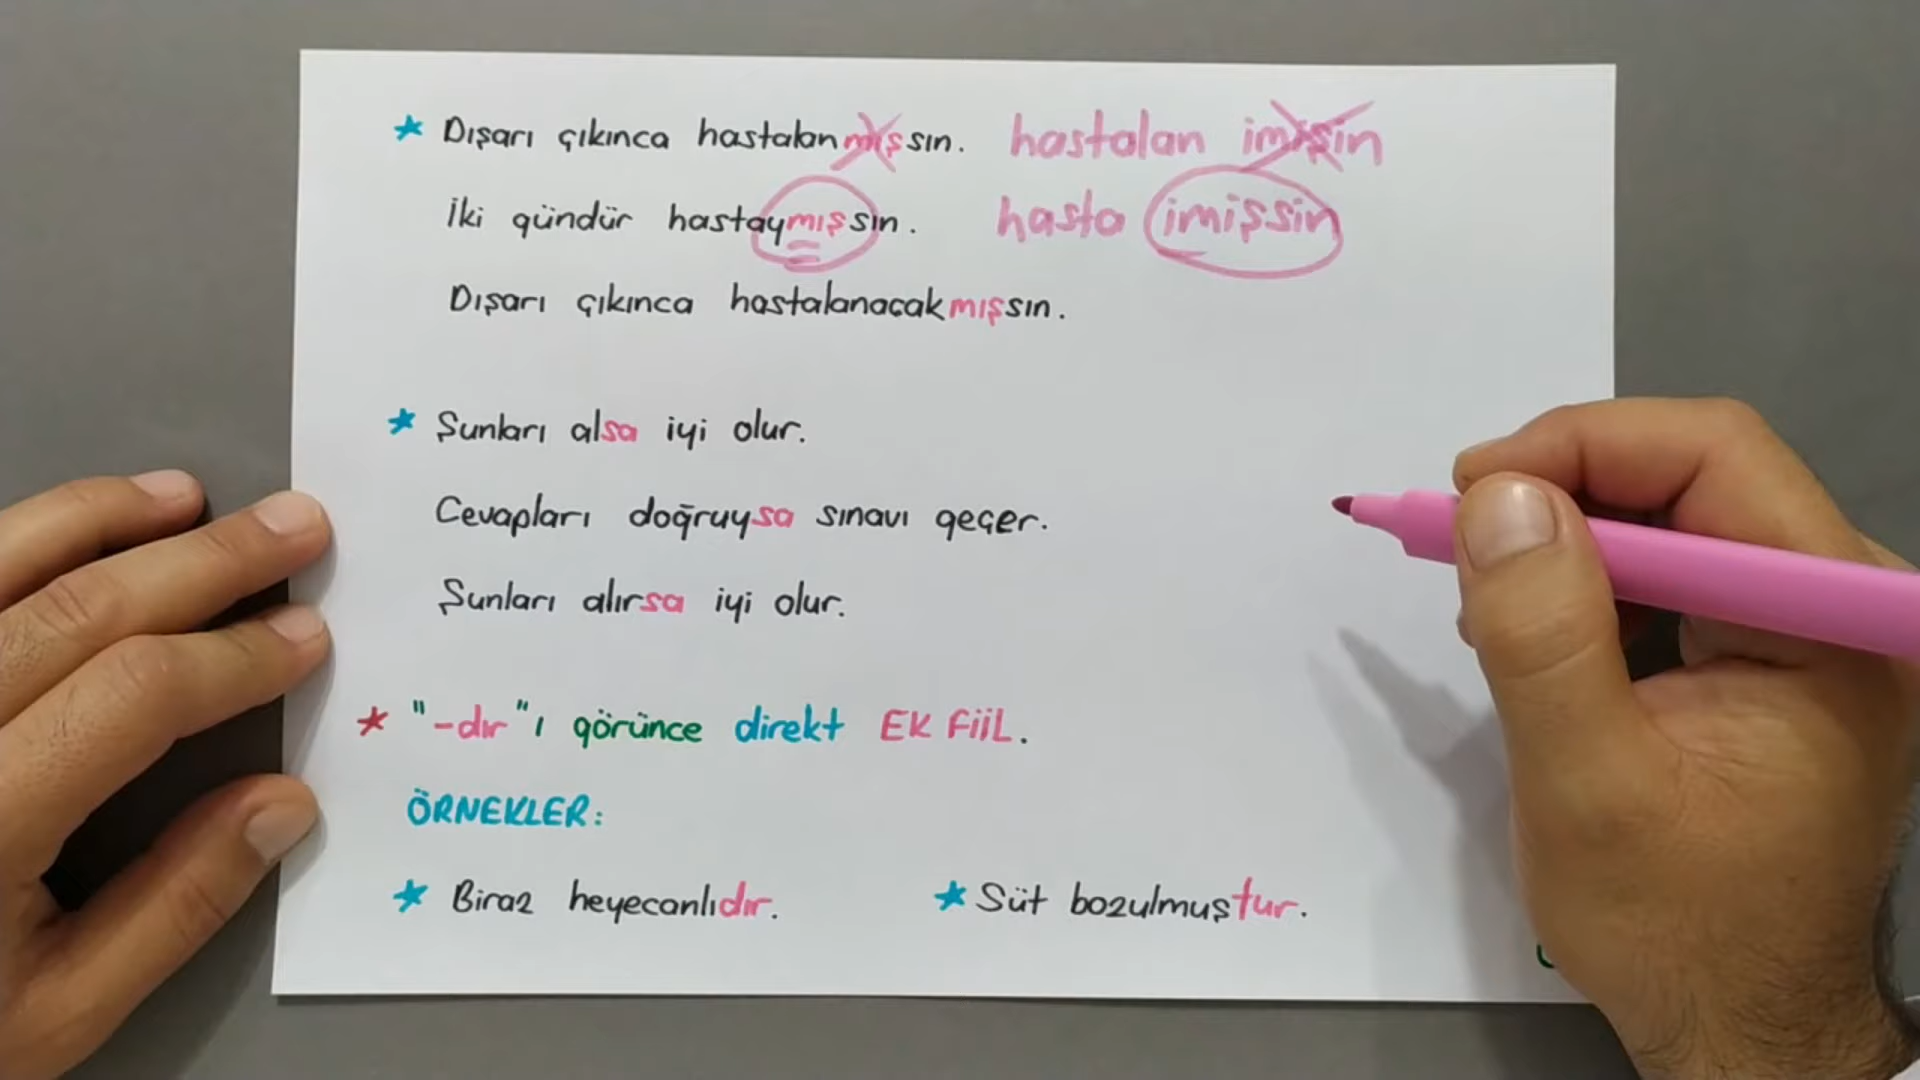 ★ Dışarı çıkınca hastalanmışsın. hastalan imişin
İki gündür hastaymışsın. hasta imişsin
Dışarı çıkınca hastalanacakmışsın.
★ Şunları alsa iyi olur.
Cevapları doğruysa sınavı geçer.
Şunları alırsa iyi olur.
★ "-dır"ı görünce direkt EK FİİL.
ÖRNEKLER:
★ Biraz heyecanlıdır. ★ Süt bozulmuştur.